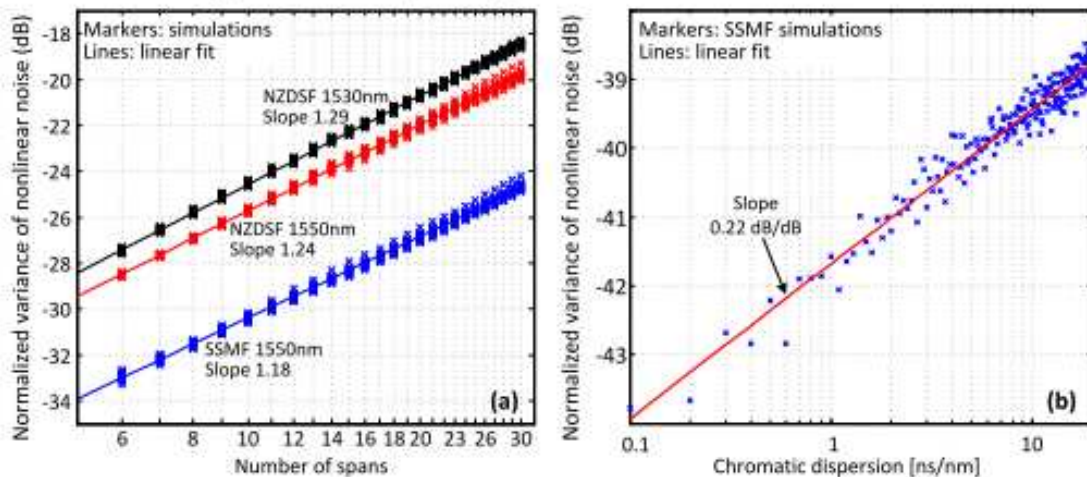 Normalized variance of nonlinear noise (dB)
-18
-20
-22
-24
-26
-28
-30
-32
-34
Markers: simulations
Lines: linear fit
NZDSF 1530nm
Slope 1.29
NZDSF 1550nm
Slope 1.24
SSMF 1550nm
Slope 1.18
(a)
6 8 10 12 14 16 18 20 23 26 30
Number of spans
Normalized variance of nonlinear noise (dB)
-39
-40
-41
-42
-43
Markers: SSMF simulations
Lines: linear fit
Slope
0.22 dB/dB
(b)
0.1 1 10
Chromatic dispersion [ns/nm]